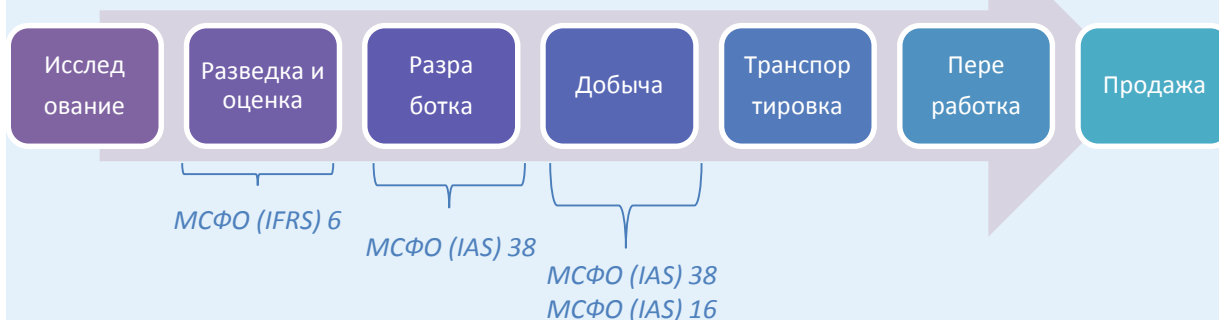 Исслед
ование
Разведка и
оценка
Разра
ботка
Добыча
Транспор
тировка
Пере
работка
Продажа
МСФО (IFRS) 6
МСФО (IAS) 38
МСФО (IAS) 38
МСФО (IAS) 16